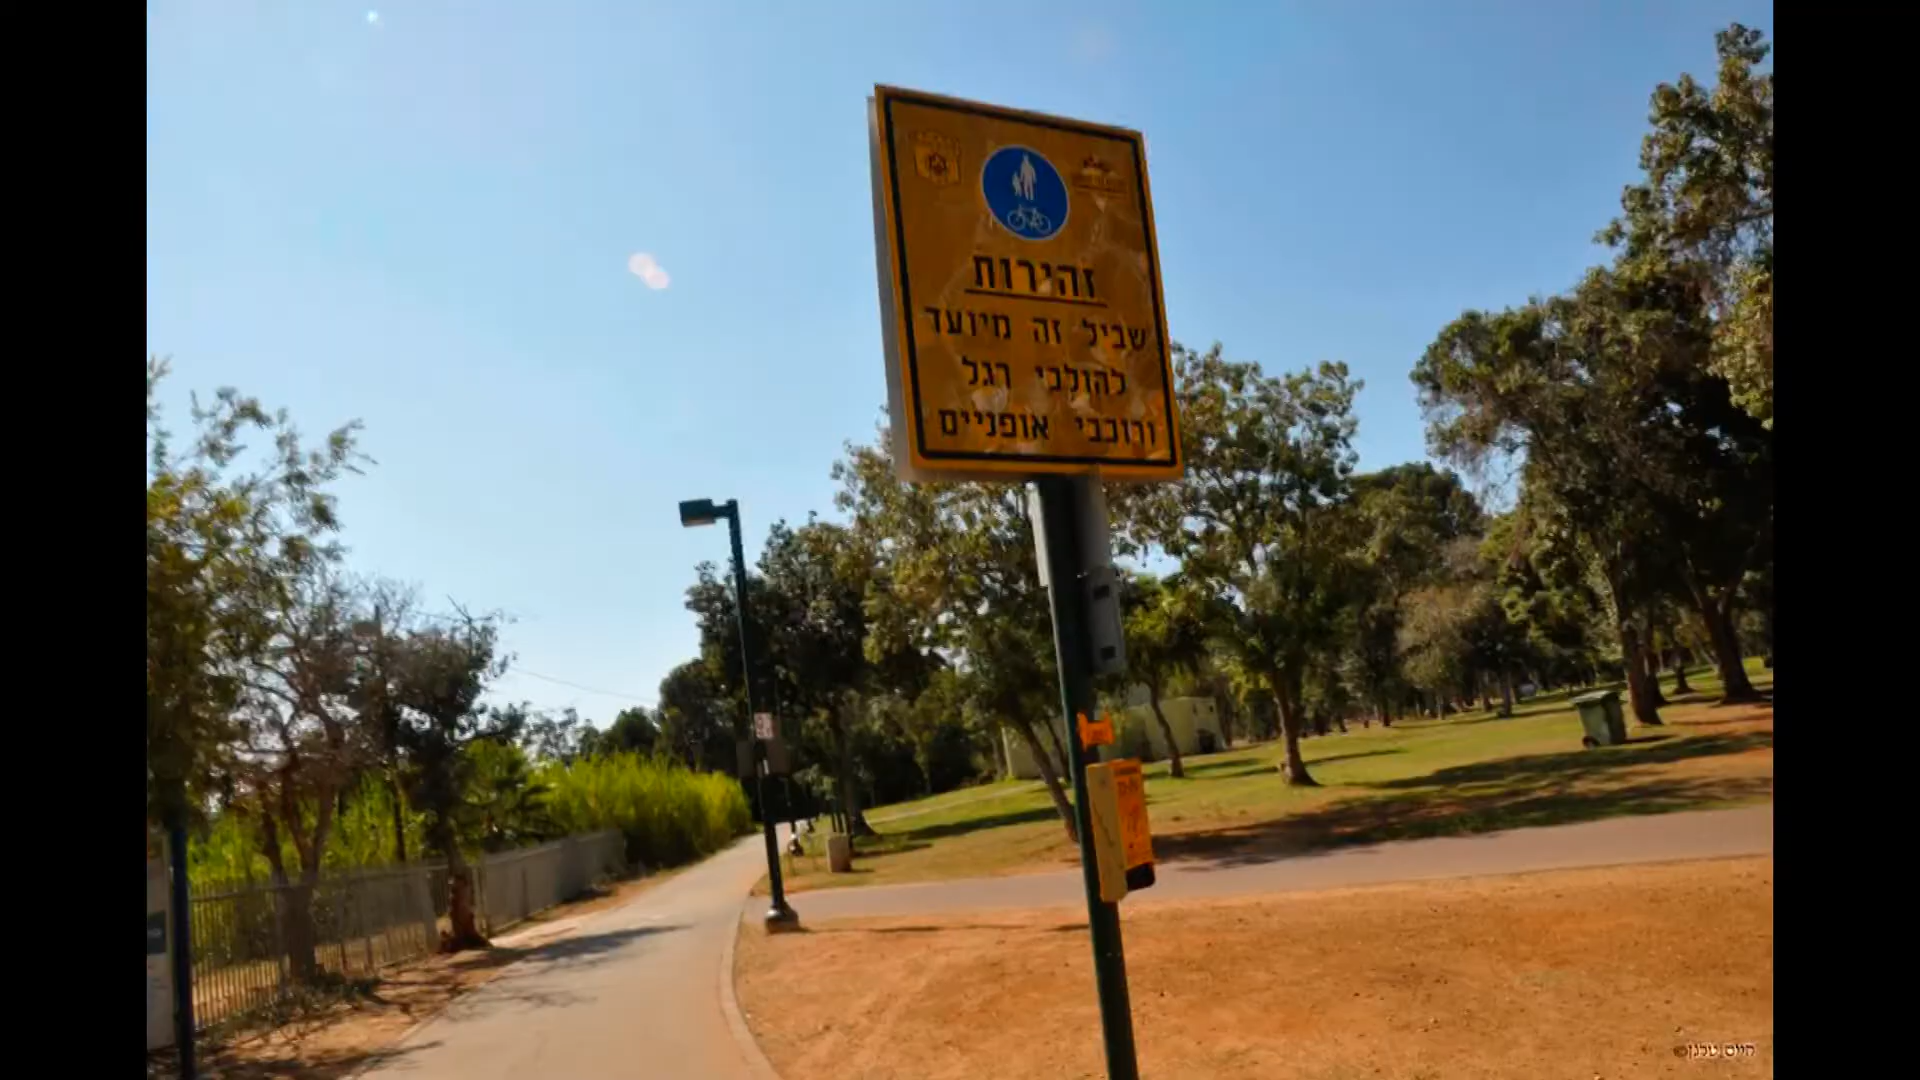 זהירות
שביל זה מיועד
להולכי רגל
ורוכבי אופניים